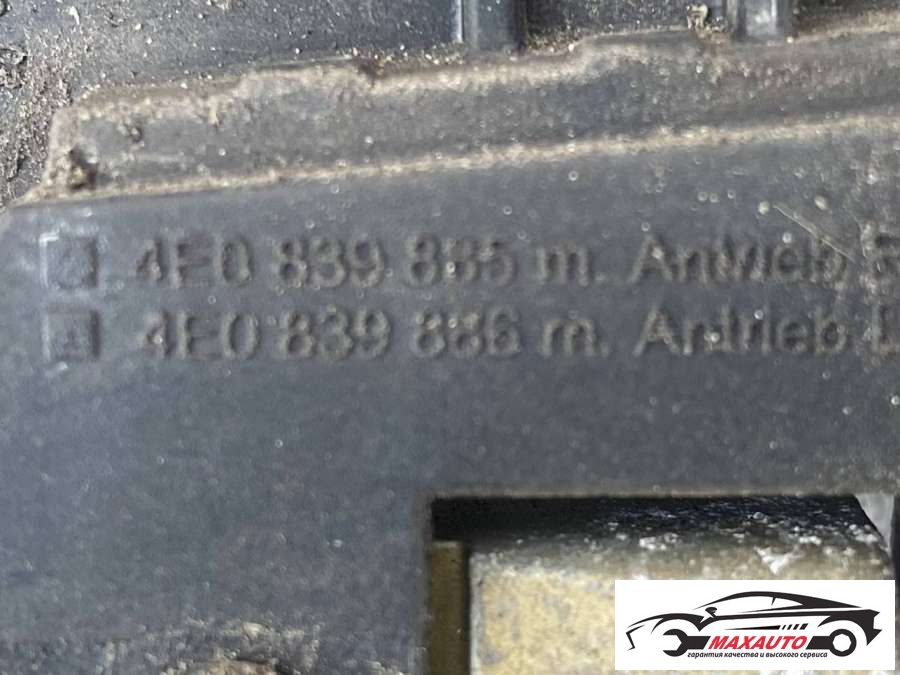 4E0 839 885 m. Antrieb R
4E0 839 886 m. Antrieb L
MAXAUTO
гарантия качества и высокого сервиса